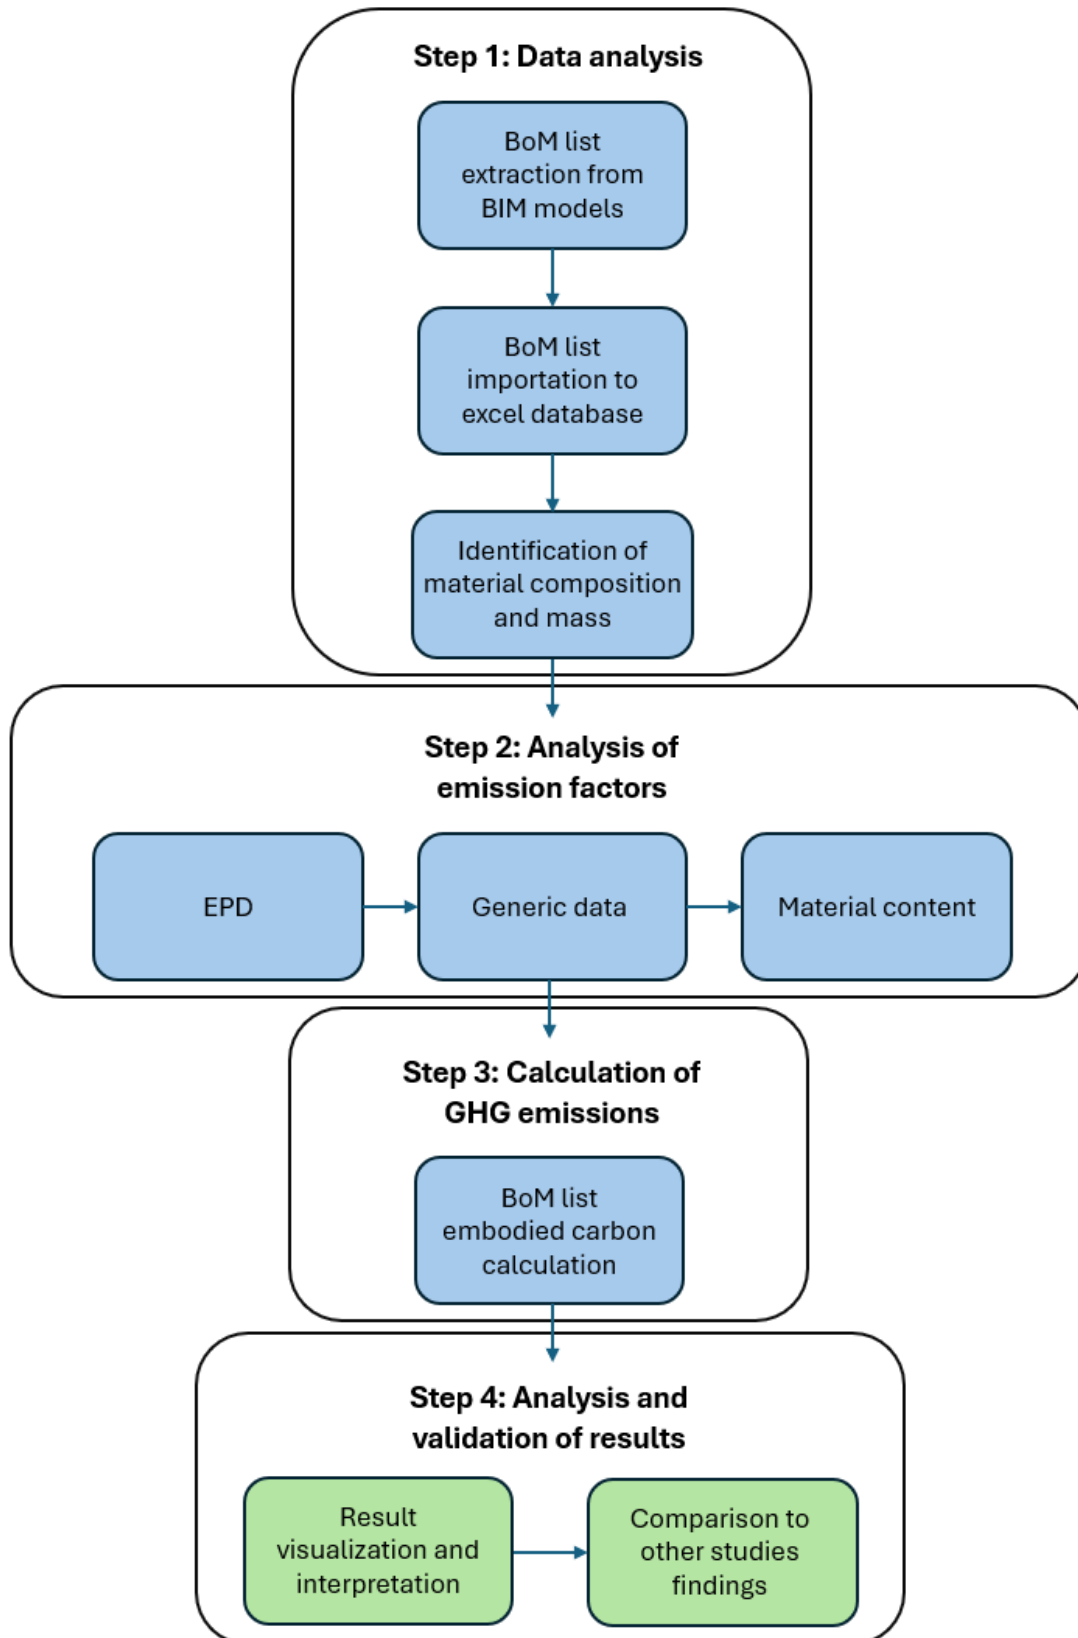 Step 1: Data analysis
BoM list
extraction from
BIM models
BoM list
importation to
excel database
Identification of
material composition
and mass
Step 2: Analysis of
emission factors
EPD
Generic data
Material content
Step 3: Calculation of
GHG emissions
BoM list
embodied carbon
calculation
Step 4: Analysis and
validation of results
Result
visualization and
interpretation
Comparison to
other studies
findings